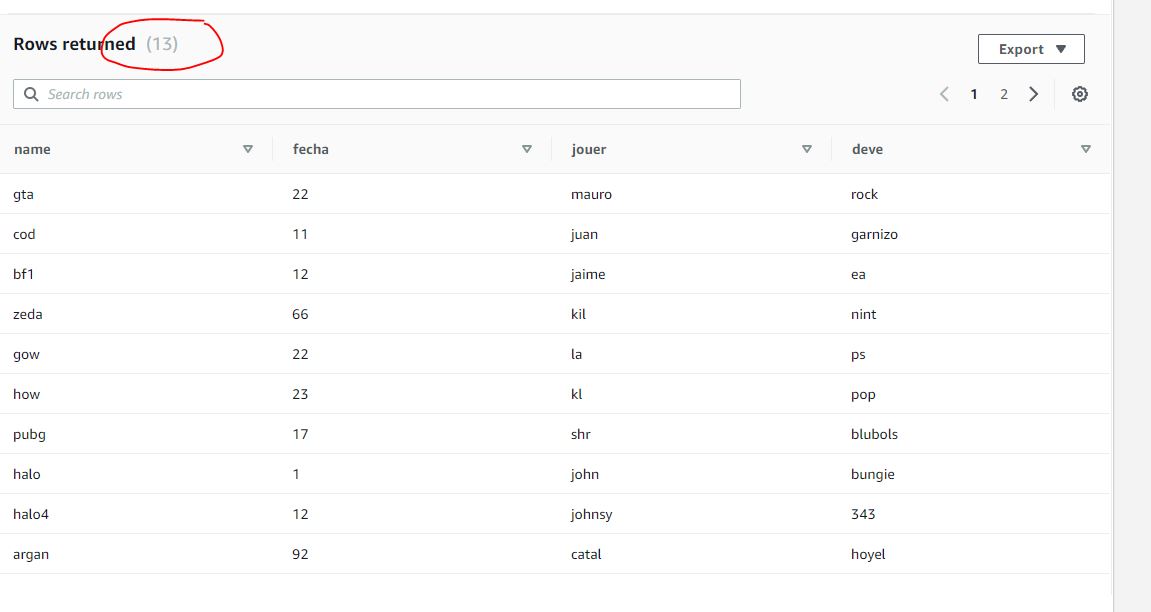 Rows returned (13)
Export
Search rows
1 2
name fecha jouer deve
gta 22 mauro rock
cod 11 juan garnizo
bf1 12 jaime ea
zeda 66 kil nint
gow 22 la ps
how 23 kl pop
pubg 17 shr blubols
halo 1 john bungie
halo4 12 johnsy 343
argan 92 catal hoyel